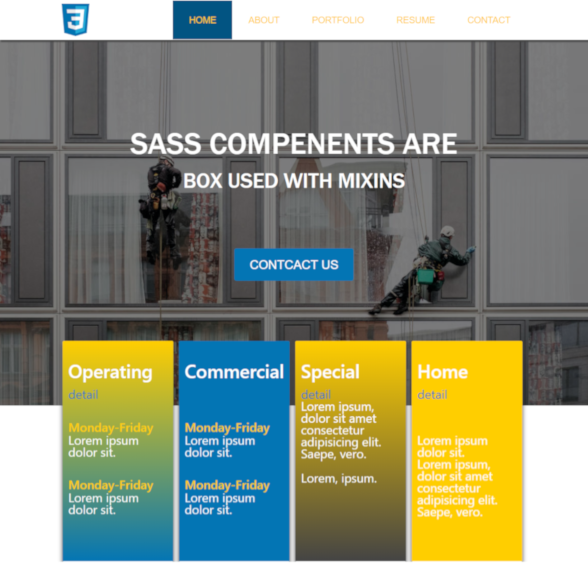 3
HOME ABOUT PORTFOLIO RESUME CONTACT
SASS COMPENENTS ARE
BOX USED WITH MIXINS
CONTCACT US
Operating
detail
Monday-Friday
Lorem ipsum
dolor sit.
Monday-Friday
Lorem ipsum
dolor sit.
Commercial
Monday-Friday
Lorem ipsum
dolor sit.
Monday-Friday
Lorem ipsum
dolor sit.
Special
detail
Lorem ipsum,
dolor sit amet
consectetur
adipisicing elit.
Saepe, vero.
Lorem, ipsum.
Home
detail
Lorem ipsum
dolor sit.
Lorem ipsum,
dolor sit amet
consectetur
adipisicing elit.
Saepe, vero.